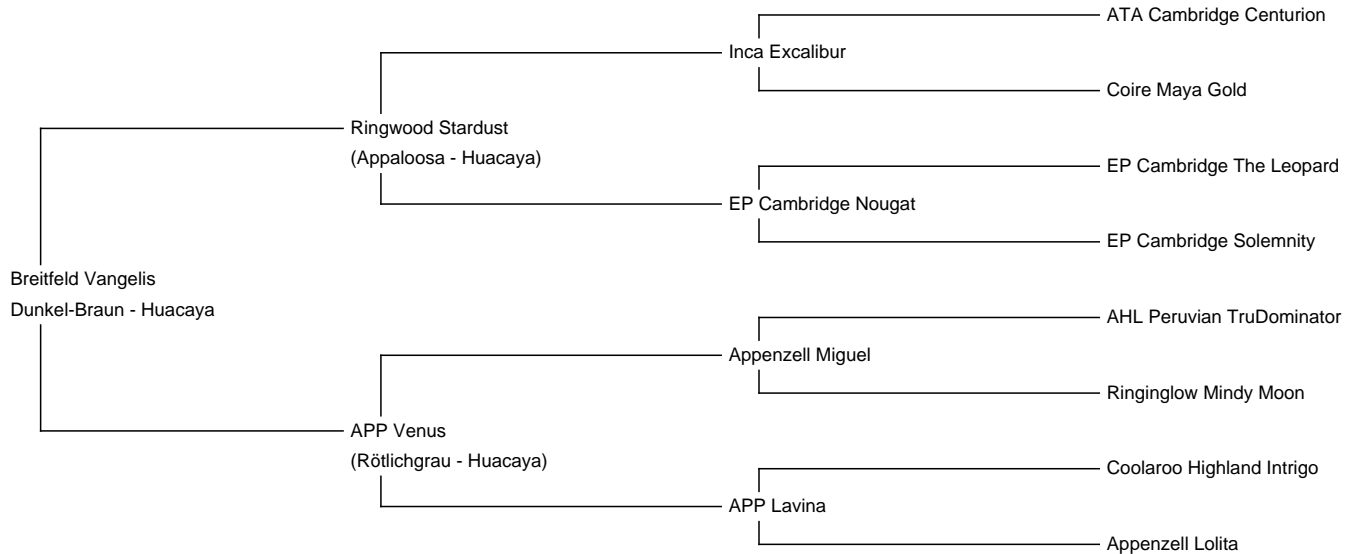 ATA Cambridge Centurion
Inca Excalibur
Coire Maya Gold
Ringwood Stardust
(Appaloosa - Huacaya)
EP Cambridge The Leopard
EP Cambridge Nougat
EP Cambridge Solemnity
Breitfeld Vangelis
Dunkel-Braun - Huacaya
AHL Peruvian TruDominator
Appenzell Miguel
Ringinglow Mindy Moon
APP Venus
(Rötlichgrau - Huacaya)
Coolaroo Highland Intrigo
APP Lavina
Appenzell Lolita